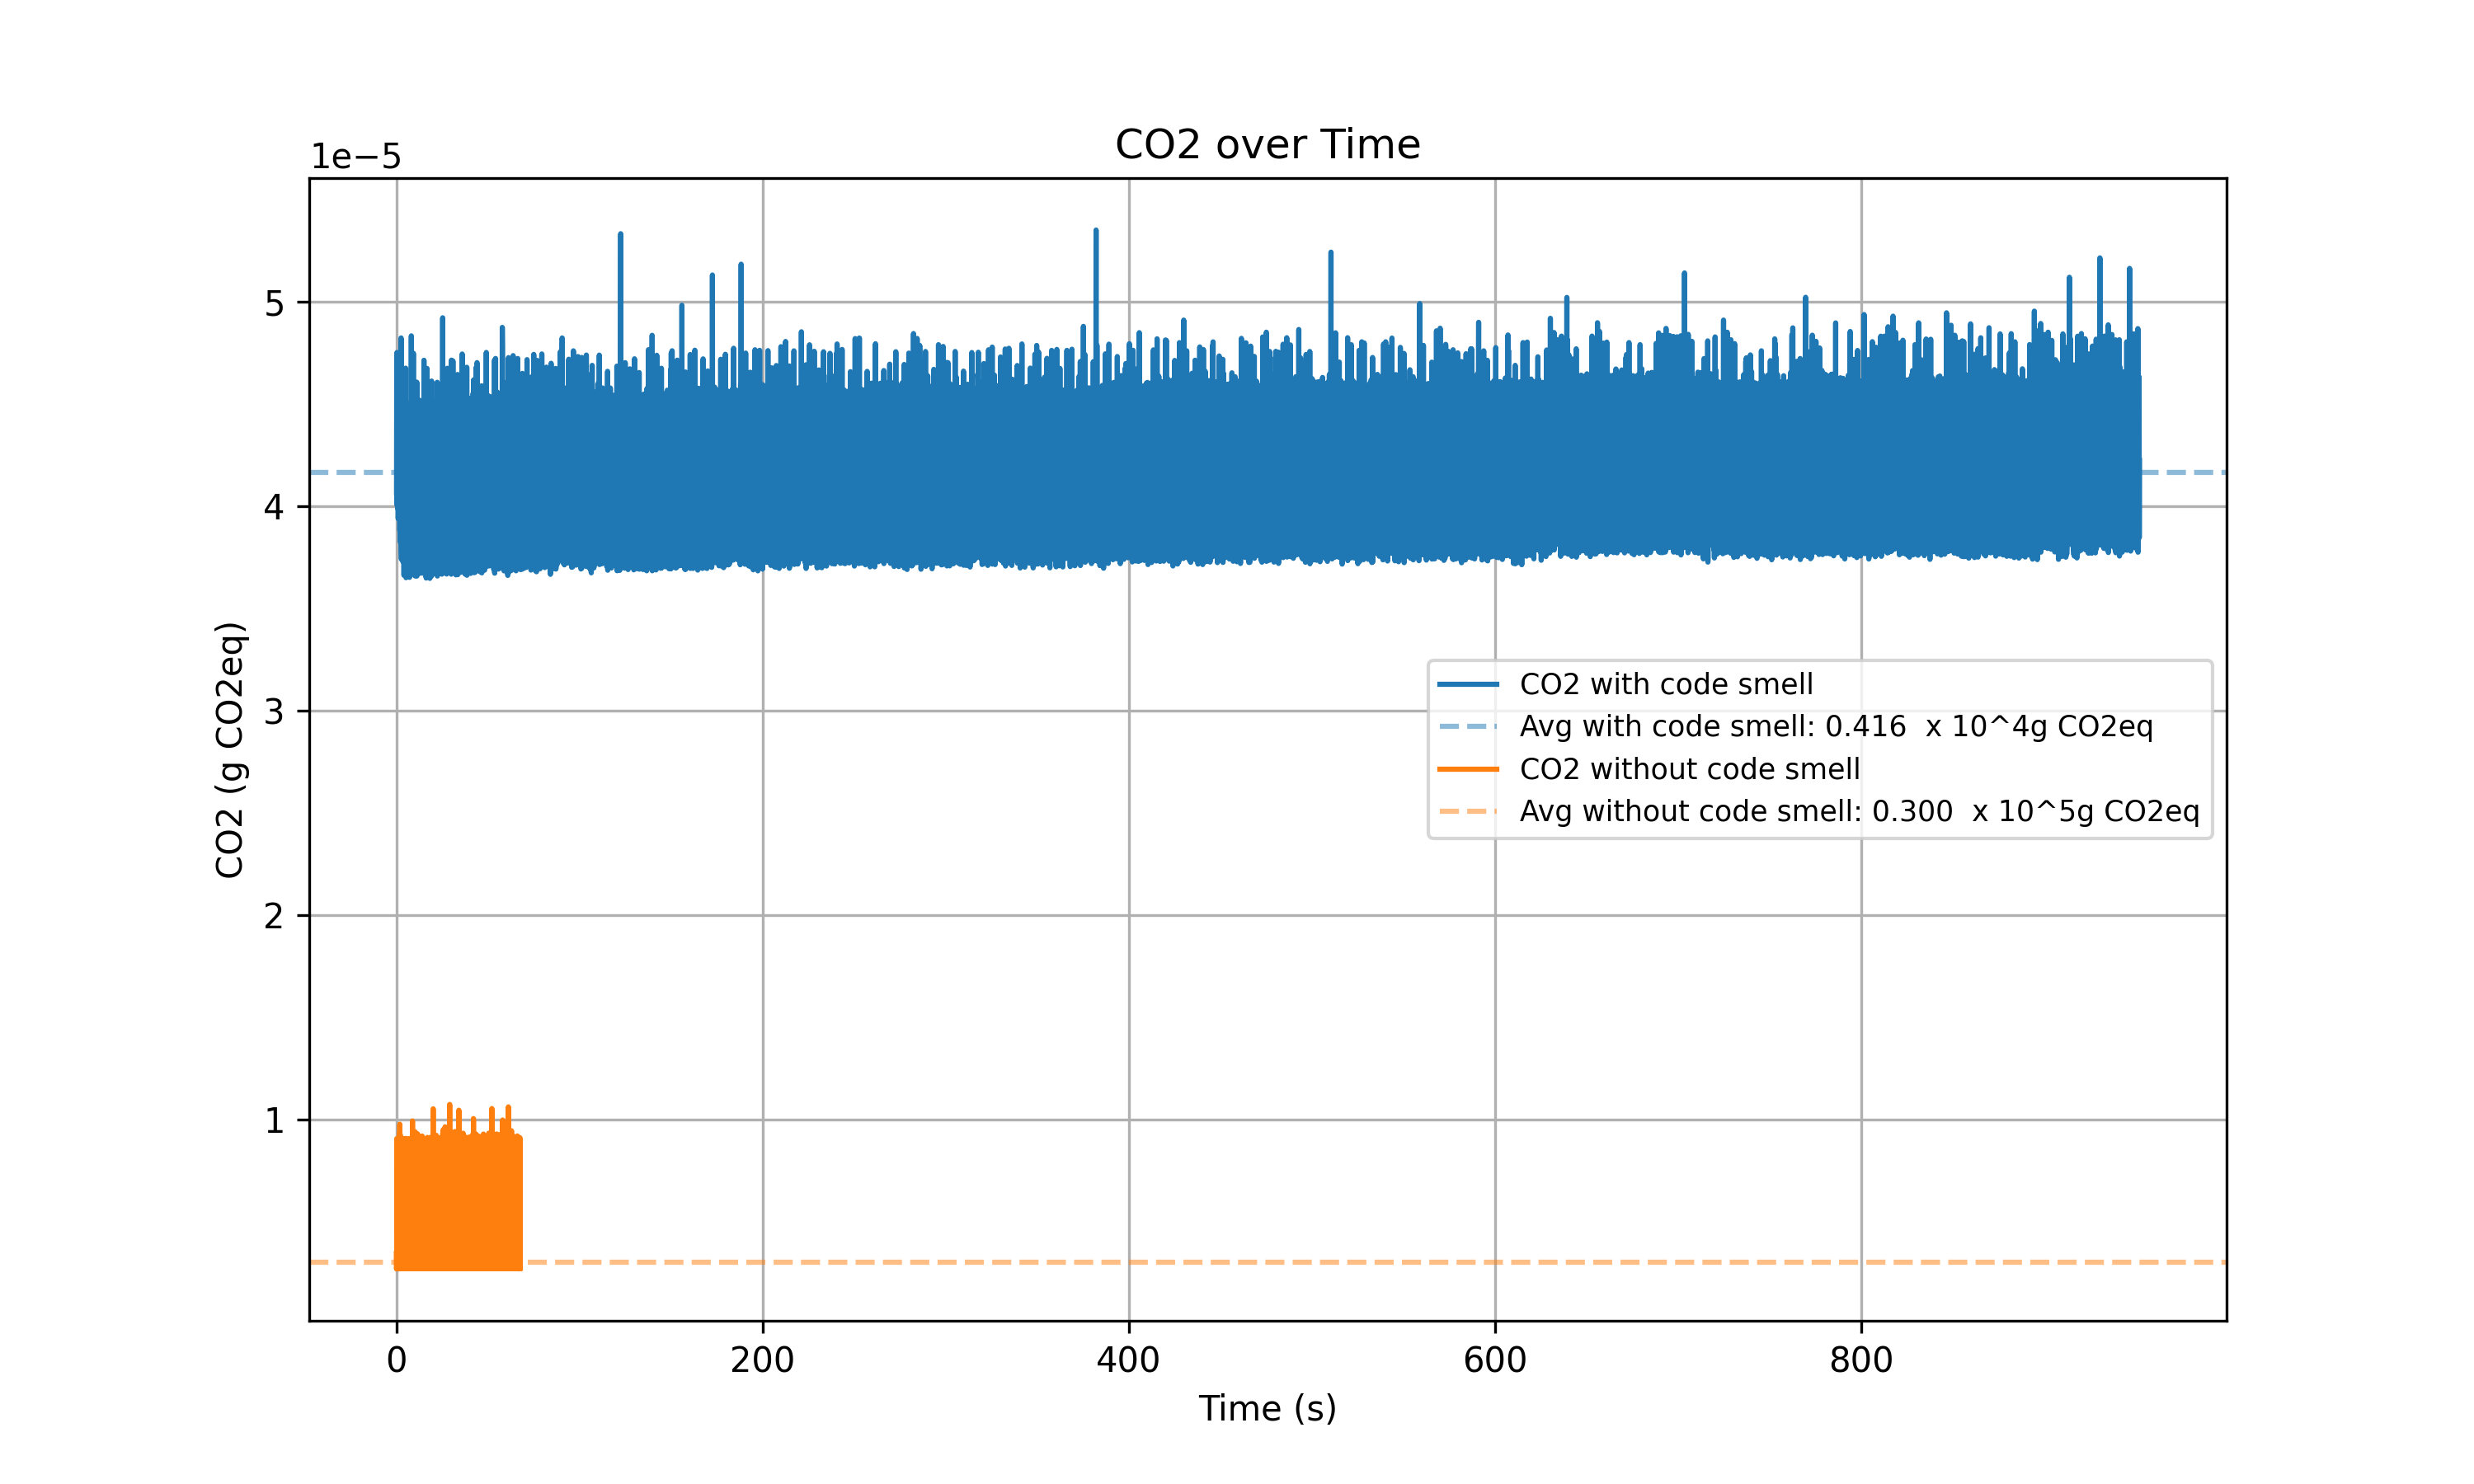 CO2 over Time
1e−5
5
4
3
2
1
CO2 (g CO2eq)
CO2 with code smell
Avg with code smell: 0.416  x 10^4g CO2eq
CO2 without code smell
Avg without code smell: 0.300  x 10^5g CO2eq
0 200 400 600 800
Time (s)